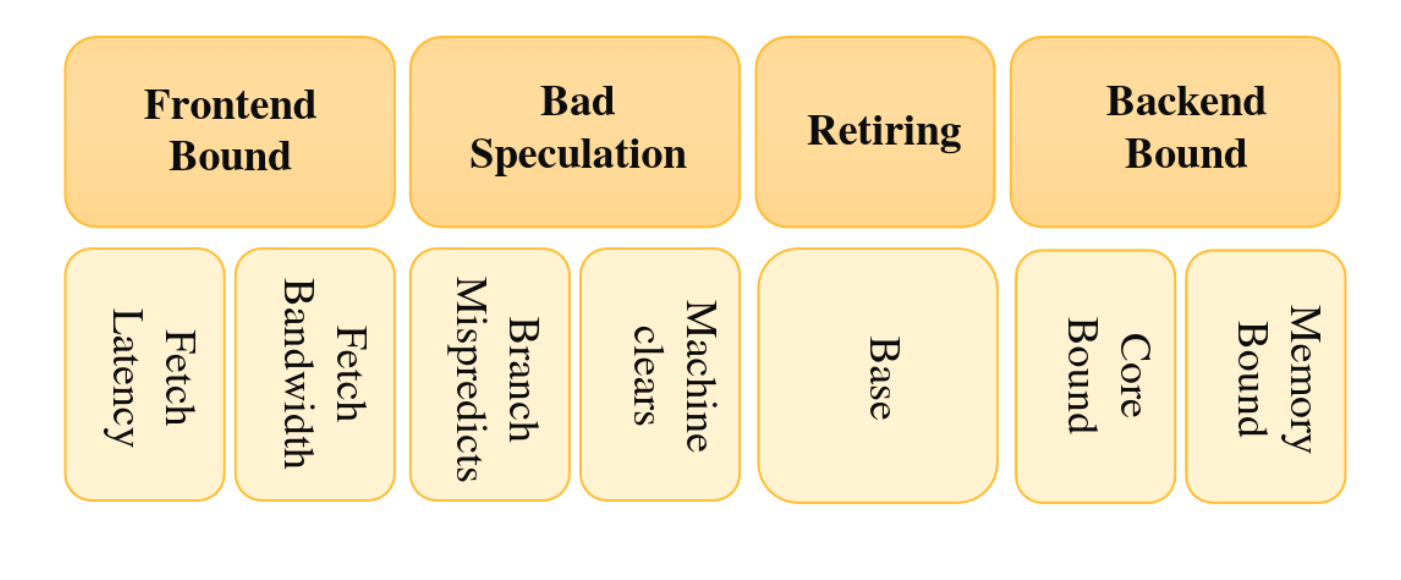 Frontend
Bound
Bad
Speculation
Retiring
Backend
Bound
Fetch
Latency
Fetch
Bandwidth
Branch
Mispredicts
Machine
clears
Base
Core
Bound
Memory
Bound